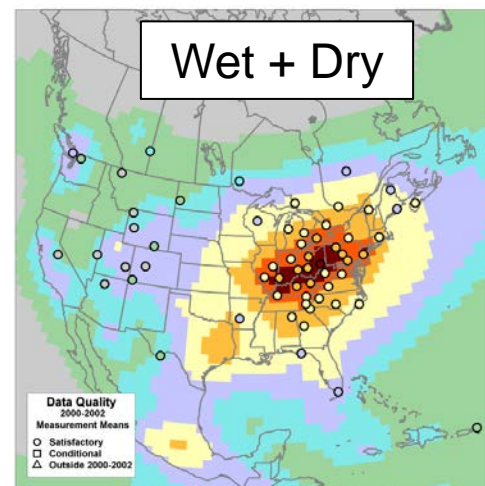 Wet + Dry
Data Quality
2000-2002
Measurement Means
Satisfactory
Conditional
Outside 2000-2002